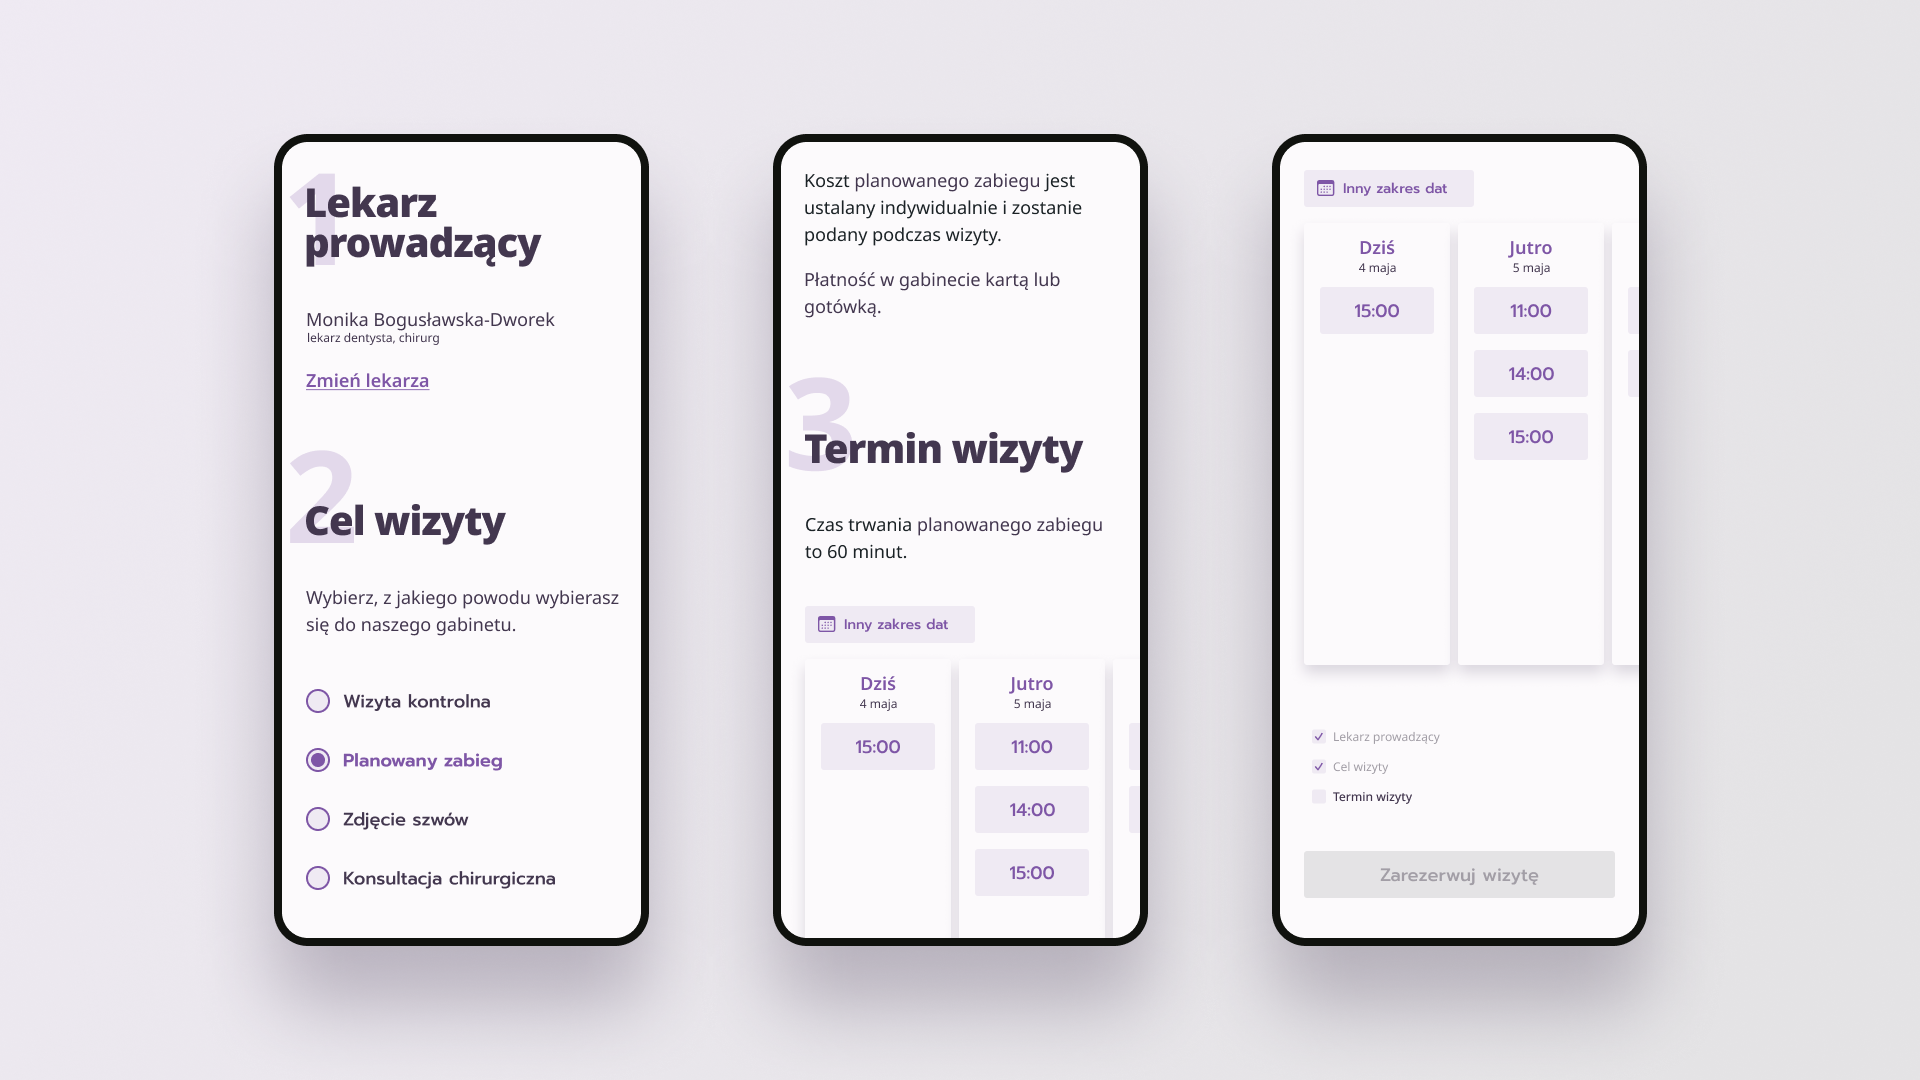 1
Lekarz
prowadzący
Monika Bogusławska-Dworek
lekarz dentysta, chirurg
Zmień lekarza
2
Cel wizyty
Wybierz, z jakiego powodu wybierasz
się do naszego gabinetu.
Wizyta kontrolna
Planowany zabieg
Zdjęcie szwów
Konsultacja chirurgiczna
Koszt planowanego zabiegu jest
ustalany indywidualnie i zostanie
podany podczas wizyty.
Płatność w gabinecie kartą lub
gotówką.
3
Termin wizyty
Czas trwania planowanego zabiegu
to 60 minut.
Inny zakres dat
Dziś
4 maja
15:00
Jutro
5 maja
11:00
14:00
15:00
Inny zakres dat
Dziś
4 maja
15:00
Jutro
5 maja
11:00
14:00
15:00
Lekarz prowadzący
Cel wizyty
Termin wizyty
Zarezerwuj wizytę